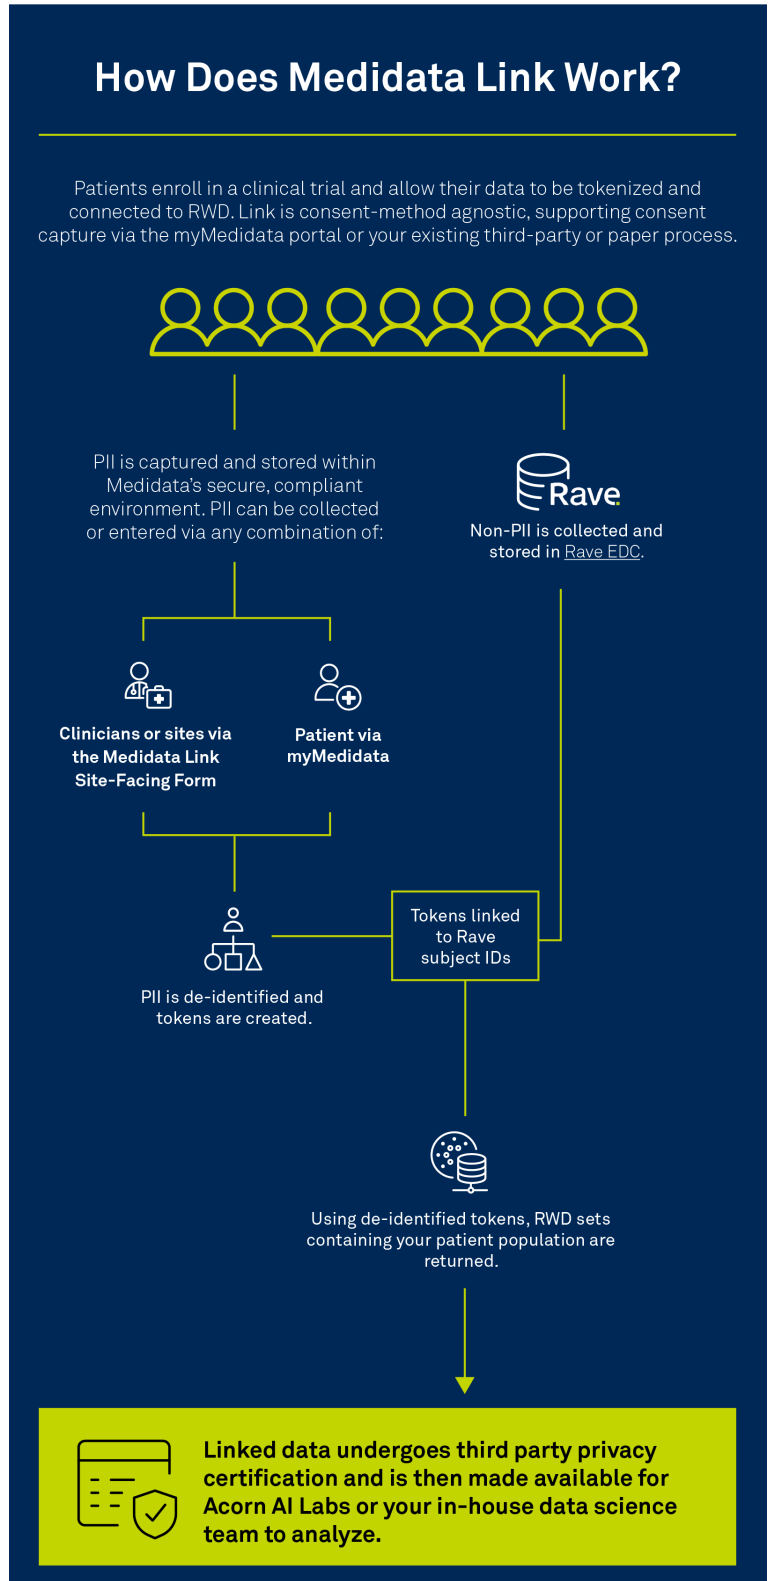 How Does Medidata Link Work?
Patients enroll in a clinical trial and allow their data to be tokenized and
connected to RWD. Link is consent-method agnostic, supporting consent
capture via the myMedidata portal or your existing third-party or paper process.
PII is captured and stored within
Medidata's secure, compliant
environment. PII can be collected
or entered via any combination of:
Rave
Non-PII is collected and
stored in Rave EDC.
Clinicians or sites via
the Medidata Link
Site-Facing Form
Patient via
myMedidata
Tokens linked
to Rave
subject IDs
PII is de-identified and
tokens are created.
Using de-identified tokens, RWD sets
containing your patient population are
returned.
Linked data undergoes third party privacy
certification and is then made available for
Acorn AI Labs or your in-house data science
team to analyze.